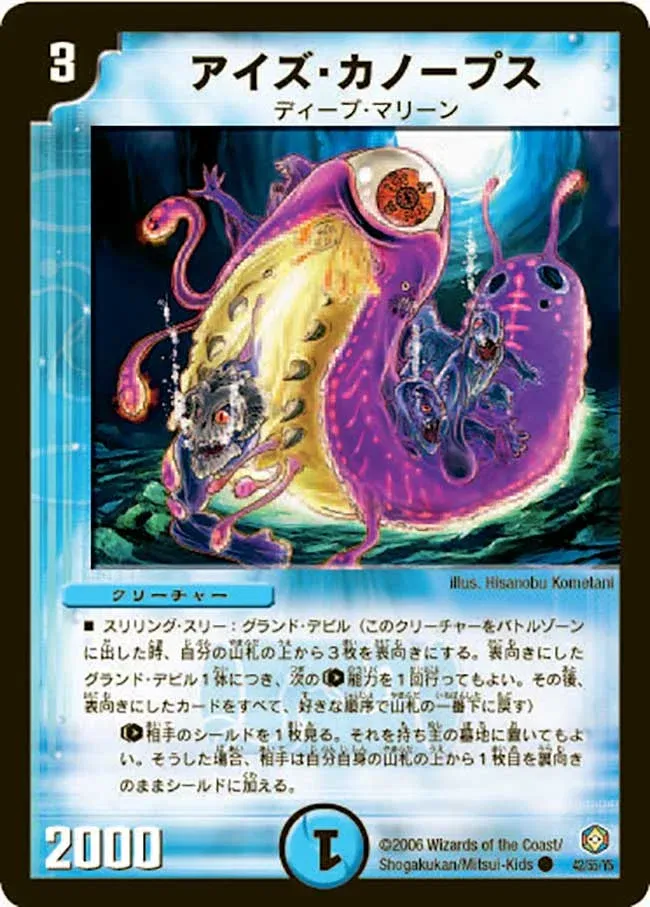 3
アイズ・カノープス
ディープ・マリーン
illus. Hisanobu Kometani
クリーチャー
■ スリリング・スリー：グランド・デビル（このクリーチャーをバトルゾーン
に出した時、自分の山札の上から３枚を表向きにする。表向きにした
グランド・デビル１体につき、次の 能力を１回行ってもよい。その後、
表向きにしたカードをすべて、好きな順序で山札の一番下に戻す）
相手のシールドを１枚見る。それを持ち主の墓地に置いてもよ
い。そうした場合、相手は自分自身の山札の上から１枚目を裏向き
のままシールドに加える。
2000
1
©2006 Wizards of the Coast/
Shogakukan/Mitsui-Kids
42/55/Y5